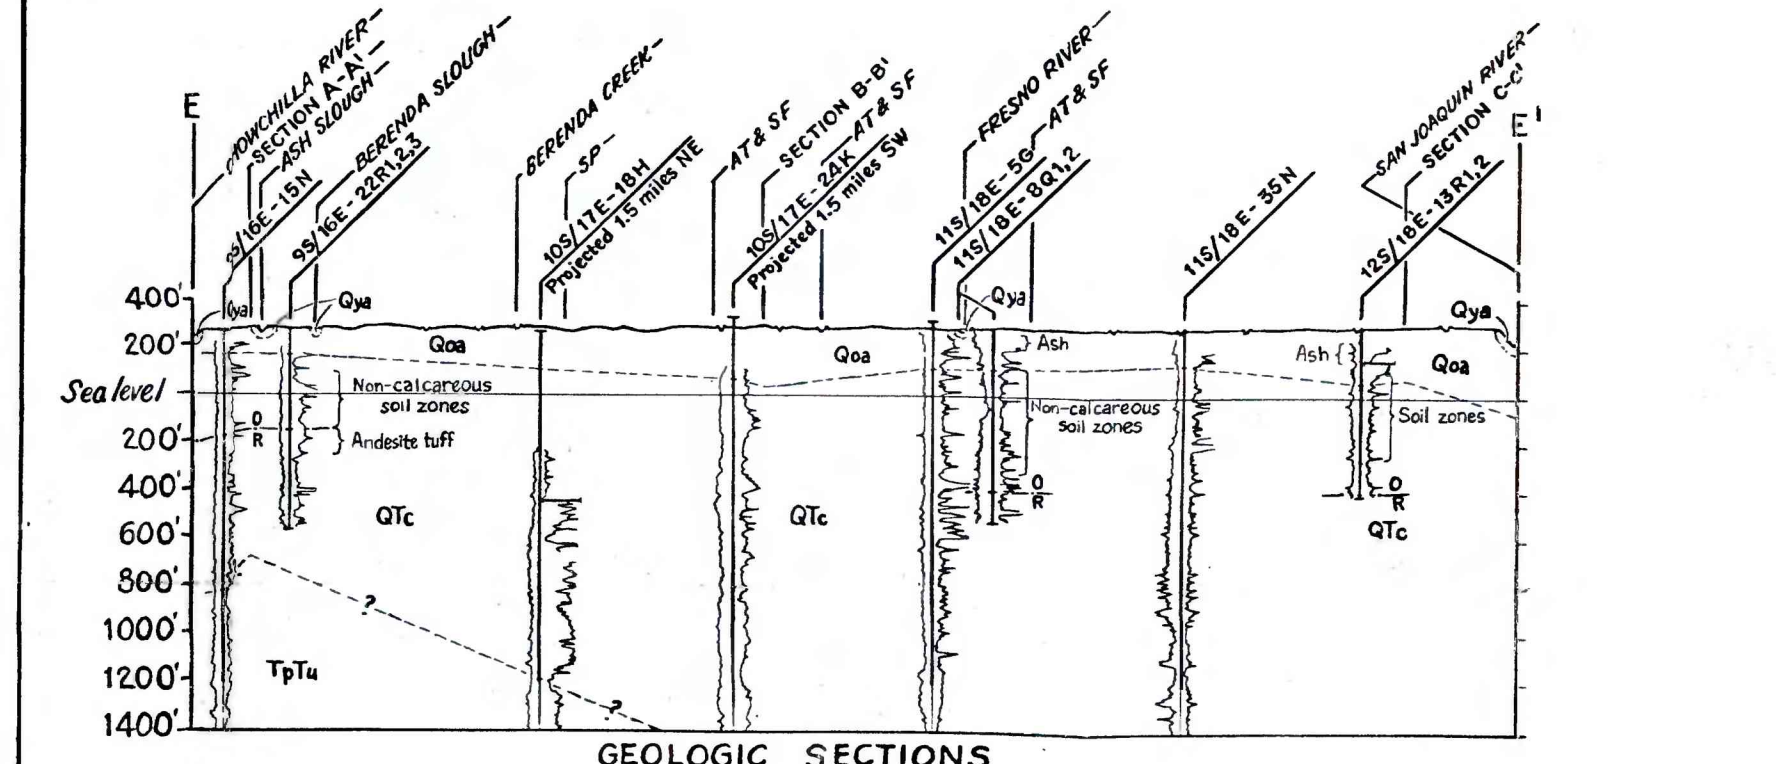 E
CHOWCHILLA RIVER
SECTION A-A'
ASH SLOUGH
BERENDA SLOUGH
9S/16E-15N
9S/16E-22R1,2,3
BERENDA CREEK
SP
10S/17E-18H
Projected 1.5 miles NE
AT & SF
SECTION B-B'
AT & SF
10S/17E-24K
Projected 1.5 miles SW
FRESNO RIVER
AT & SF
11S/18E-5G
11S/18E-8Q1,2
11S/18E-35N
SAN JOAQUIN RIVER
SECTION C-C'
12S/18E-13R1,2
E'
400'
200'
Sea level
200'
400'
600'
800'
1000'
1200'
1400'
Qya
Qya
Qya
Qya
Qoa
Qoa
Qoa
Non-calcareous
soil zones
O
R
Andesite tuff
Ash
Non-calcareous
soil zones
O
R
Ash
Soil zones
O
R
QTc
QTc
QTc
?
TpTu
?
GEOLOGIC SECTIONS